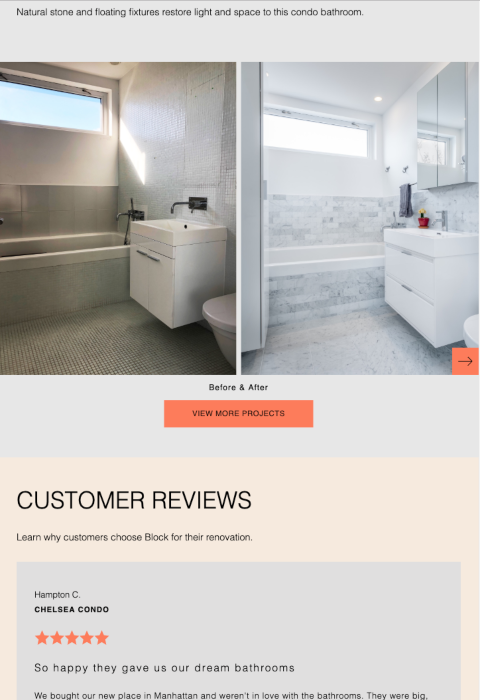 Natural stone and floating fixtures restore light and space to this condo bathroom.
Before & After
VIEW MORE PROJECTS
CUSTOMER REVIEWS
Learn why customers choose Block for their renovation.
Hampton C.
CHELSEA CONDO
So happy they gave us our dream bathrooms
We bought our new place in Manhattan and weren't in love with the bathrooms. They were big,